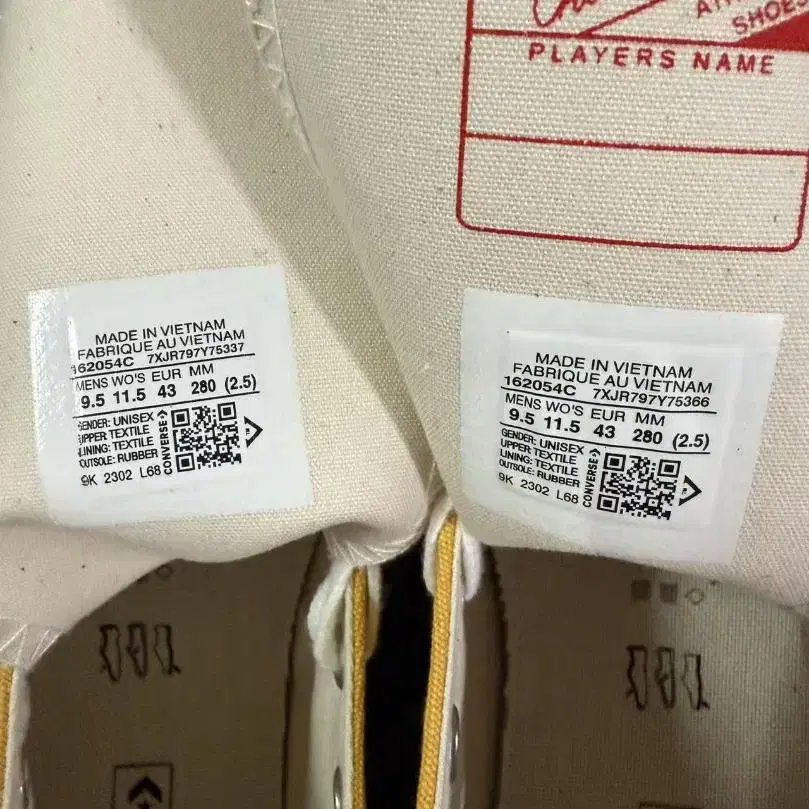 SHOES
PLAYERS NAME
MADE IN VIETNAM
FABRIQUE AU VIETNAM
162054C 7XJR797Y75337
MENS WO'S EUR MM
9.5 11.5 43 280 (2.5)
GENDER: UNISEX
UPPER TEXTILE
LINING: TEXTILE
OUTSOLE: RUBBER
9K 2302 L68
CONVERSE
MADE IN VIETNAM
FABRIQUE AU VIETNAM
162054C 7XJR797Y75366
MENS WO'S EUR MM
9.5 11.5 43 280 (2.5)
GENDER: UNISEX
UPPER TEXTILE
LINING: TEXTILE
OUTSOLE: RUBBER
9K 2302 L68
CONVERSE